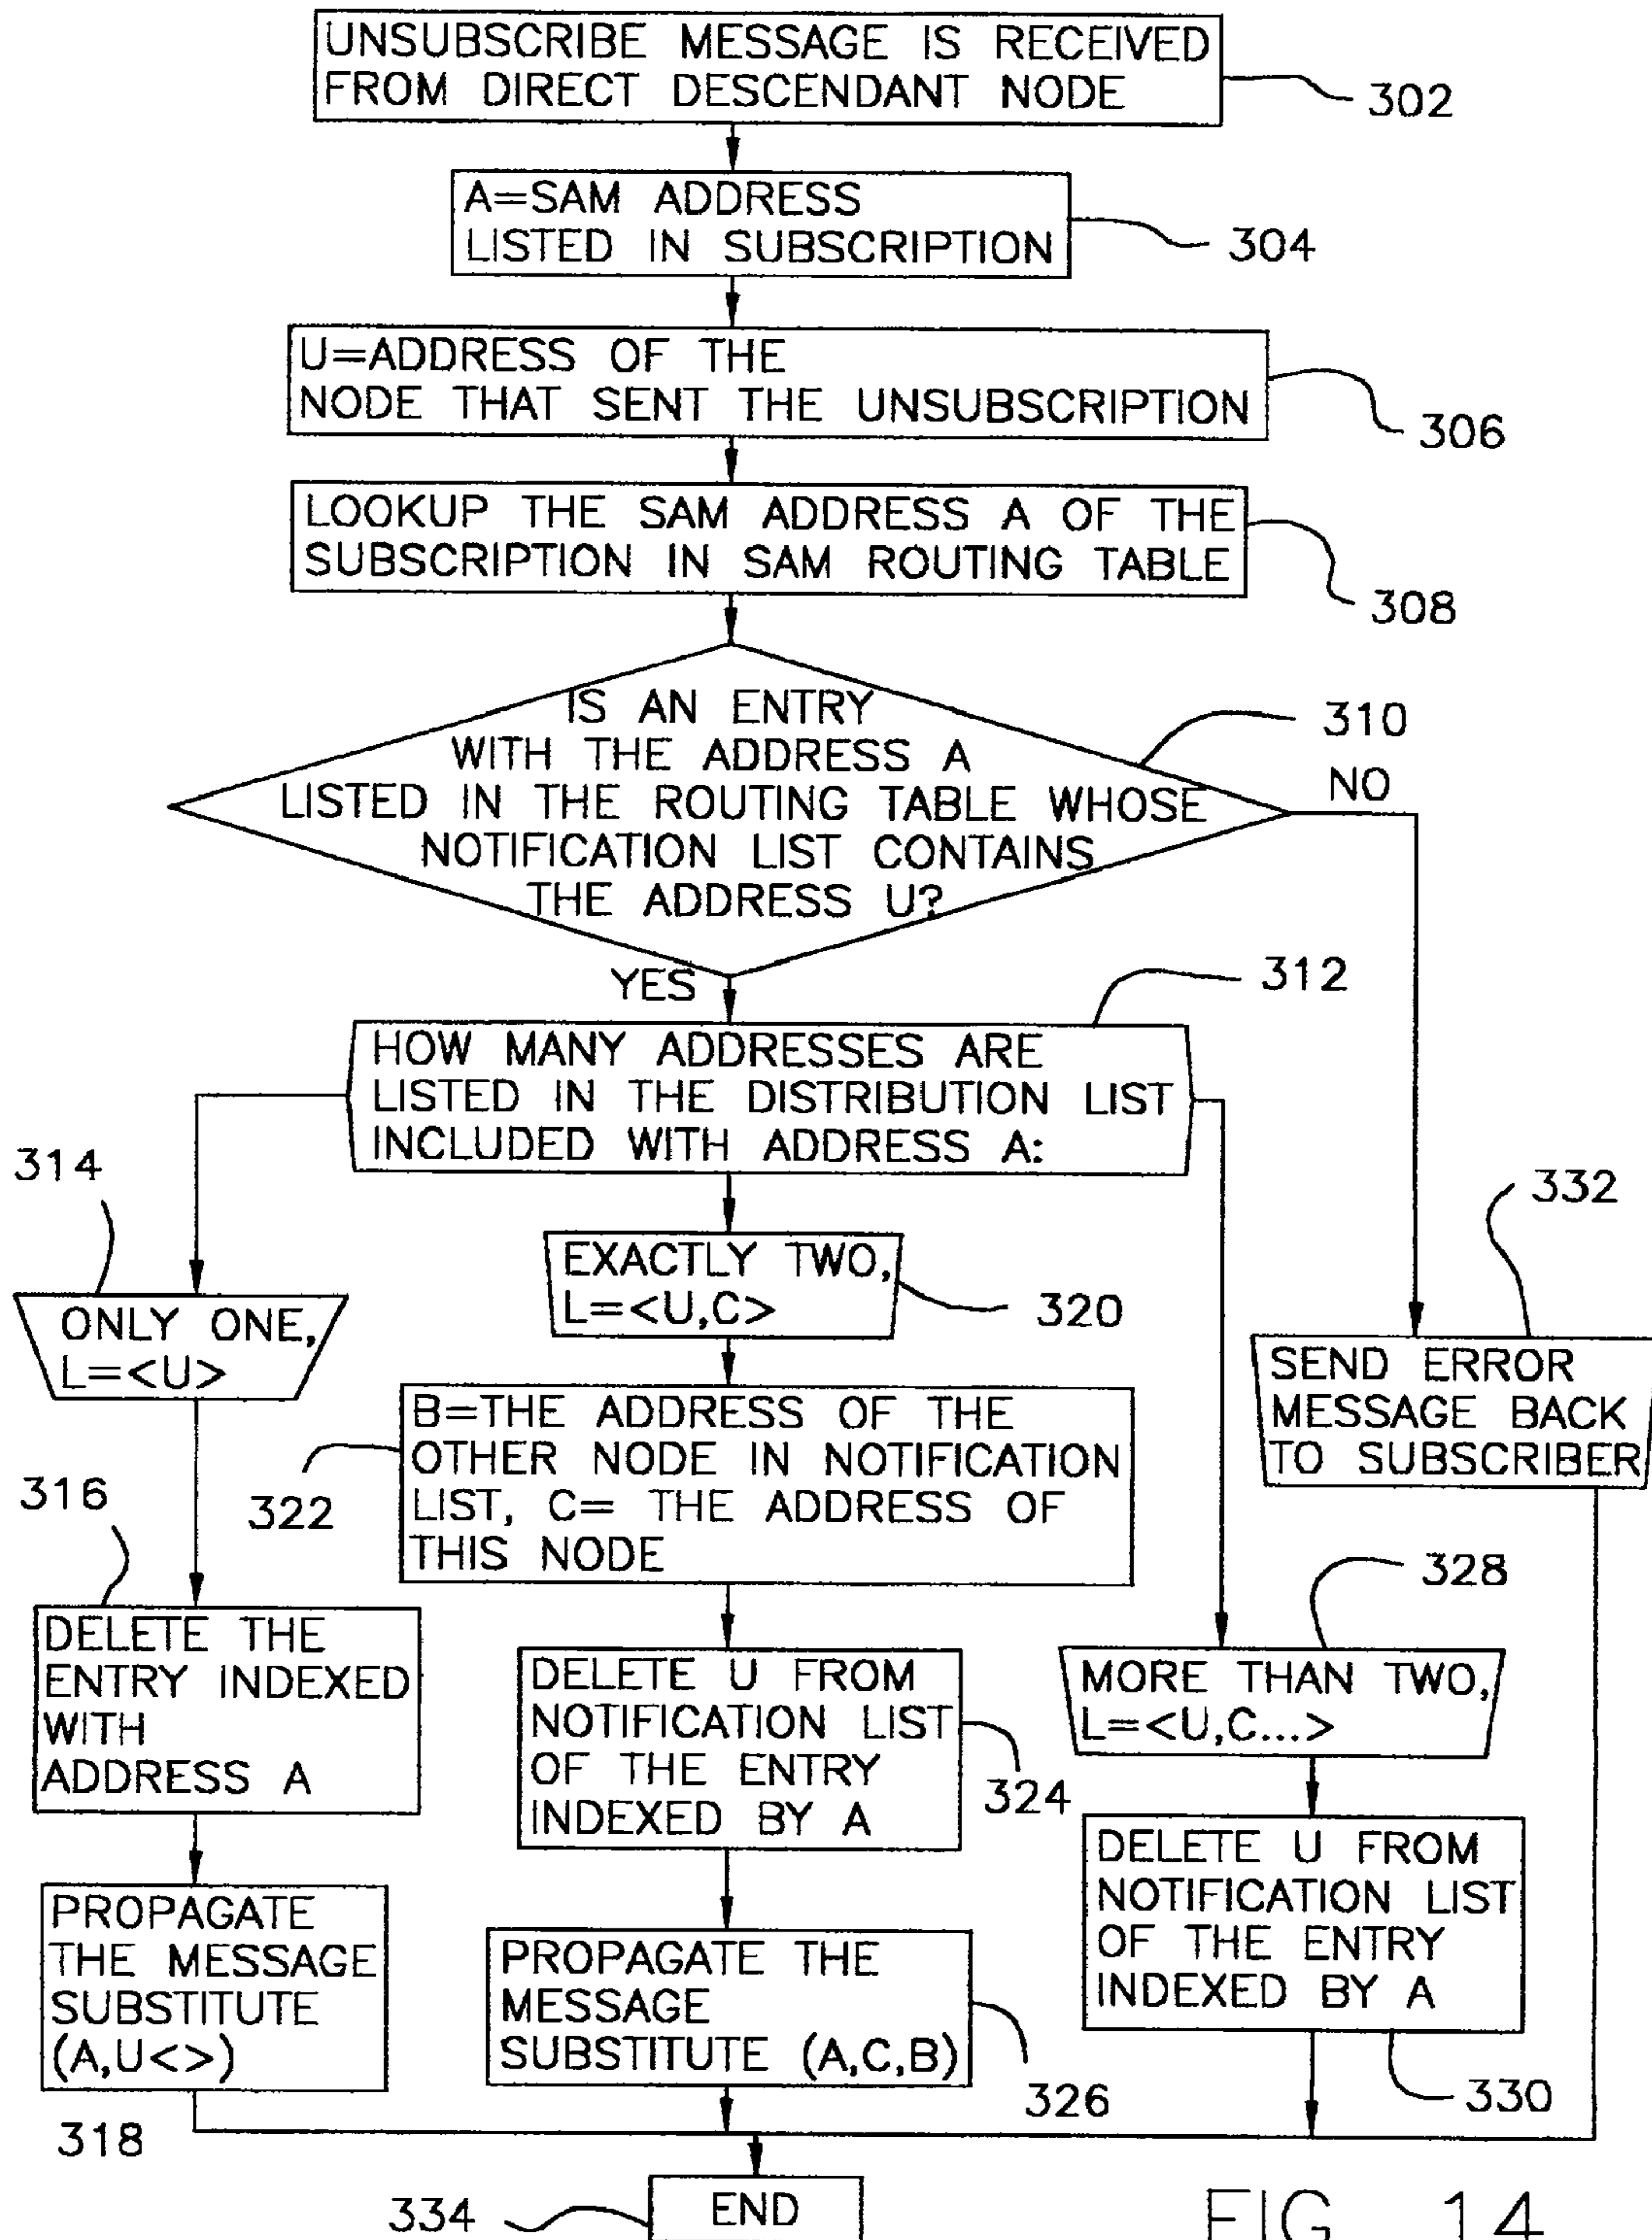 UNSUBSCRIBE MESSAGE IS RECEIVED
FROM DIRECT DESCENDANT NODE
302
A=SAM ADDRESS
LISTED IN SUBSCRIPTION
304
U=ADDRESS OF THE
NODE THAT SENT THE UNSUBSCRIPTION
306
LOOKUP THE SAM ADDRESS A OF THE
SUBSCRIPTION IN SAM ROUTING TABLE
308
IS AN ENTRY
WITH THE ADDRESS A
LISTED IN THE ROUTING TABLE WHOSE
NOTIFICATION LIST CONTAINS
THE ADDRESS U?
310
NO
YES
312
HOW MANY ADDRESSES ARE
LISTED IN THE DISTRIBUTION LIST
INCLUDED WITH ADDRESS A:
314
ONLY ONE,
L=<U>
EXACTLY TWO,
L=<U,C>
320
332
SEND ERROR
MESSAGE BACK
TO SUBSCRIBER
B=THE ADDRESS OF THE
OTHER NODE IN NOTIFICATION
LIST, C= THE ADDRESS OF
THIS NODE
322
316
DELETE THE
ENTRY INDEXED
WITH
ADDRESS A
DELETE U FROM
NOTIFICATION LIST
OF THE ENTRY
INDEXED BY A
324
328
MORE THAN TWO,
L=<U,C...>
DELETE U FROM
NOTIFICATION LIST
OF THE ENTRY
INDEXED BY A
330
PROPAGATE
THE MESSAGE
SUBSTITUTE
(A,U<>)
318
PROPAGATE THE
MESSAGE
SUBSTITUTE (A,C,B)
326
END
334
FIG. 14